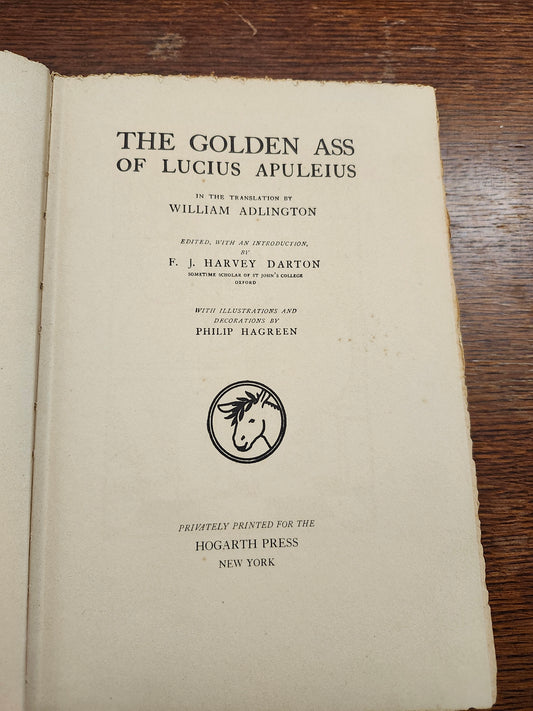 THE GOLDEN ASS
OF LUCIUS APULEIUS
IN THE TRANSLATION BY
WILLIAM ADLINGTON
EDITED, WITH AN INTRODUCTION,
BY
F. J. HARVEY DARTON
SOMETIME SCHOLAR OF ST JOHN'S COLLEGE
OXFORD
WITH ILLUSTRATIONS AND
DECORATIONS BY
PHILIP HAGREEN
PRIVATELY PRINTED FOR THE
HOGARTH PRESS
NEW YORK